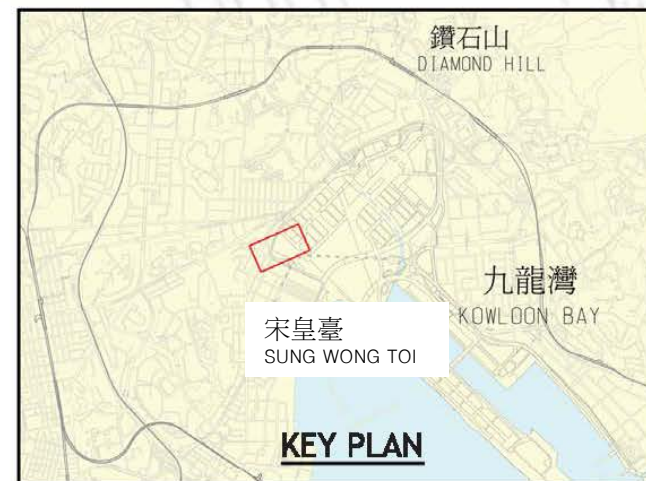 鑽石山
DIAMOND HILL
九龍灣
KOWLOON BAY
宋皇臺
SUNG WONG TOI
KEY PLAN